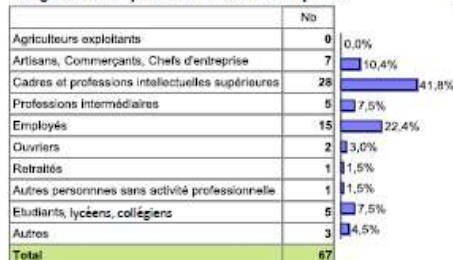 Nb
Agriculteurs exploitants 0 0,0%
Artisans, Commerçants, Chefs d'entreprise 7 10,4%
Cadres et professions intellectuelles supérieures 28 41,8%
Professions intermédiaires 5 7,5%
Employés 15 22,4%
Ouvriers 2 3,0%
Retraités 1 1,5%
Autres personnnes sans activité professionnelle 1 1,5%
Etudiants, lycéens, collégiens 5 7,5%
Autres 3 4,5%
Total 67